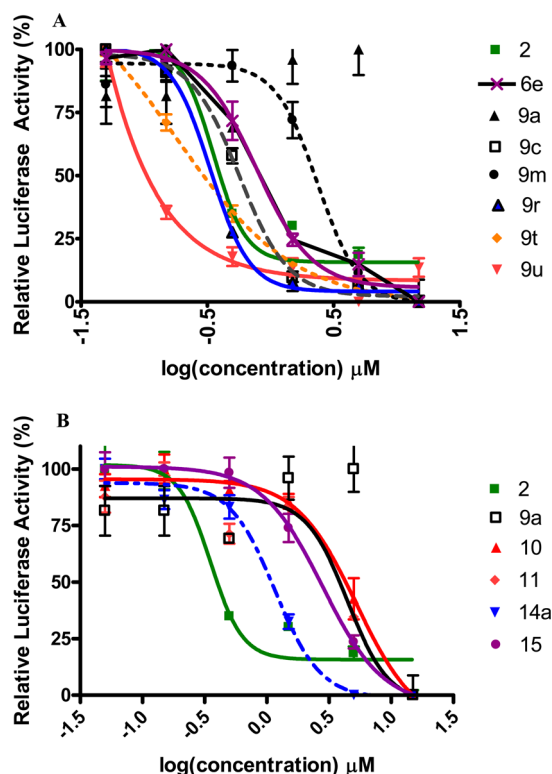 A
Relative Luciferase Activity (%)
100
75
50
25
0
-1.5
-0.5
0.5
1.5
log(concentration) μM
2
6e
9a
9c
9m
9r
9t
9u
B
Relative Luciferase Activity (%)
100
75
50
25
0
-1.5
-1.0
-0.5
0.0
0.5
1.0
1.5
log(concentration) μM
2
9a
10
11
14a
15